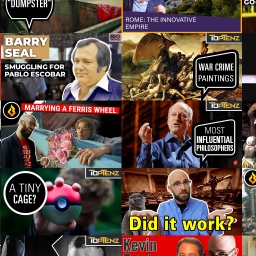 "DUMPSTER"
BARRY
SEAL
SMUGGLING FOR
PABLO ESCOBAR
MARRYING A FERRIS WHEEL
A TINY
CAGE?
TOPTENZ
ROME: THE INNOVATIVE
EMPIRE
TOPTENZ
WAR CRIME
PAINTINGS
TOPTENZ
MOST
INFLUENTIAL
PHILOSOPHERS
Did it work?
Kevin